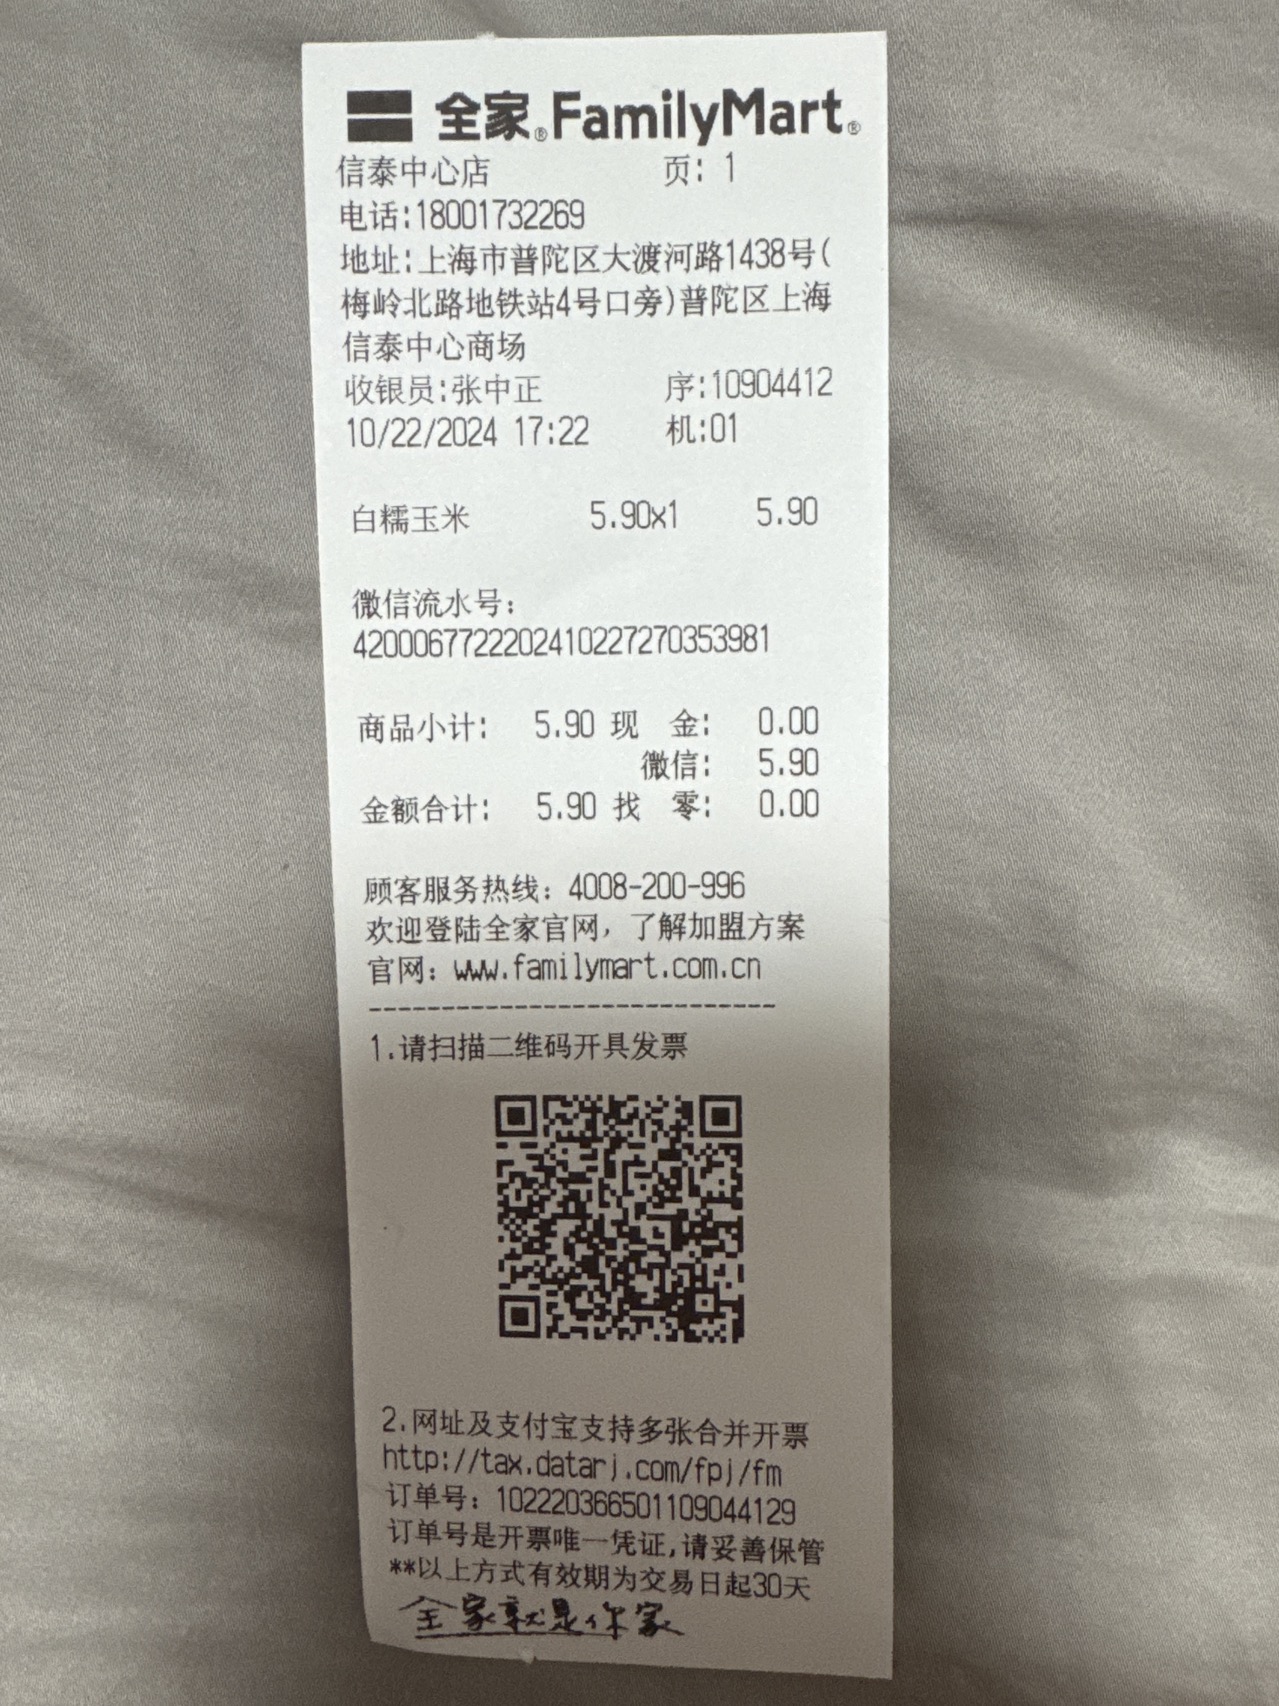 全家® FamilyMart®
信泰中心店 页: 1
电话:18001732269
地址:上海市普陀区大渡河路1438号(
梅岭北路地铁站4号口旁)普陀区上海
信泰中心商场
收银员:张中正 序:10904412
10/22/2024 17:22 机:01
白糯玉米 5.90x1 5.90
微信流水号:
4200067722202410227270353981
商品小计: 5.90 现 金: 0.00
微信: 5.90
金额合计: 5.90 找 零: 0.00
顾客服务热线: 4008-200-996
欢迎登陆全家官网, 了解加盟方案
官网: www.familymart.com.cn
----------------------------
1.请扫描二维码开具发票
2.网址及支付宝支持多张合并开票
http://tax.datarj.com/fpj/fm
订单号: 102220366501109044129
订单号是开票唯一凭证,请妥善保管
**以上方式有效期为交易日起30天
全家就是你家